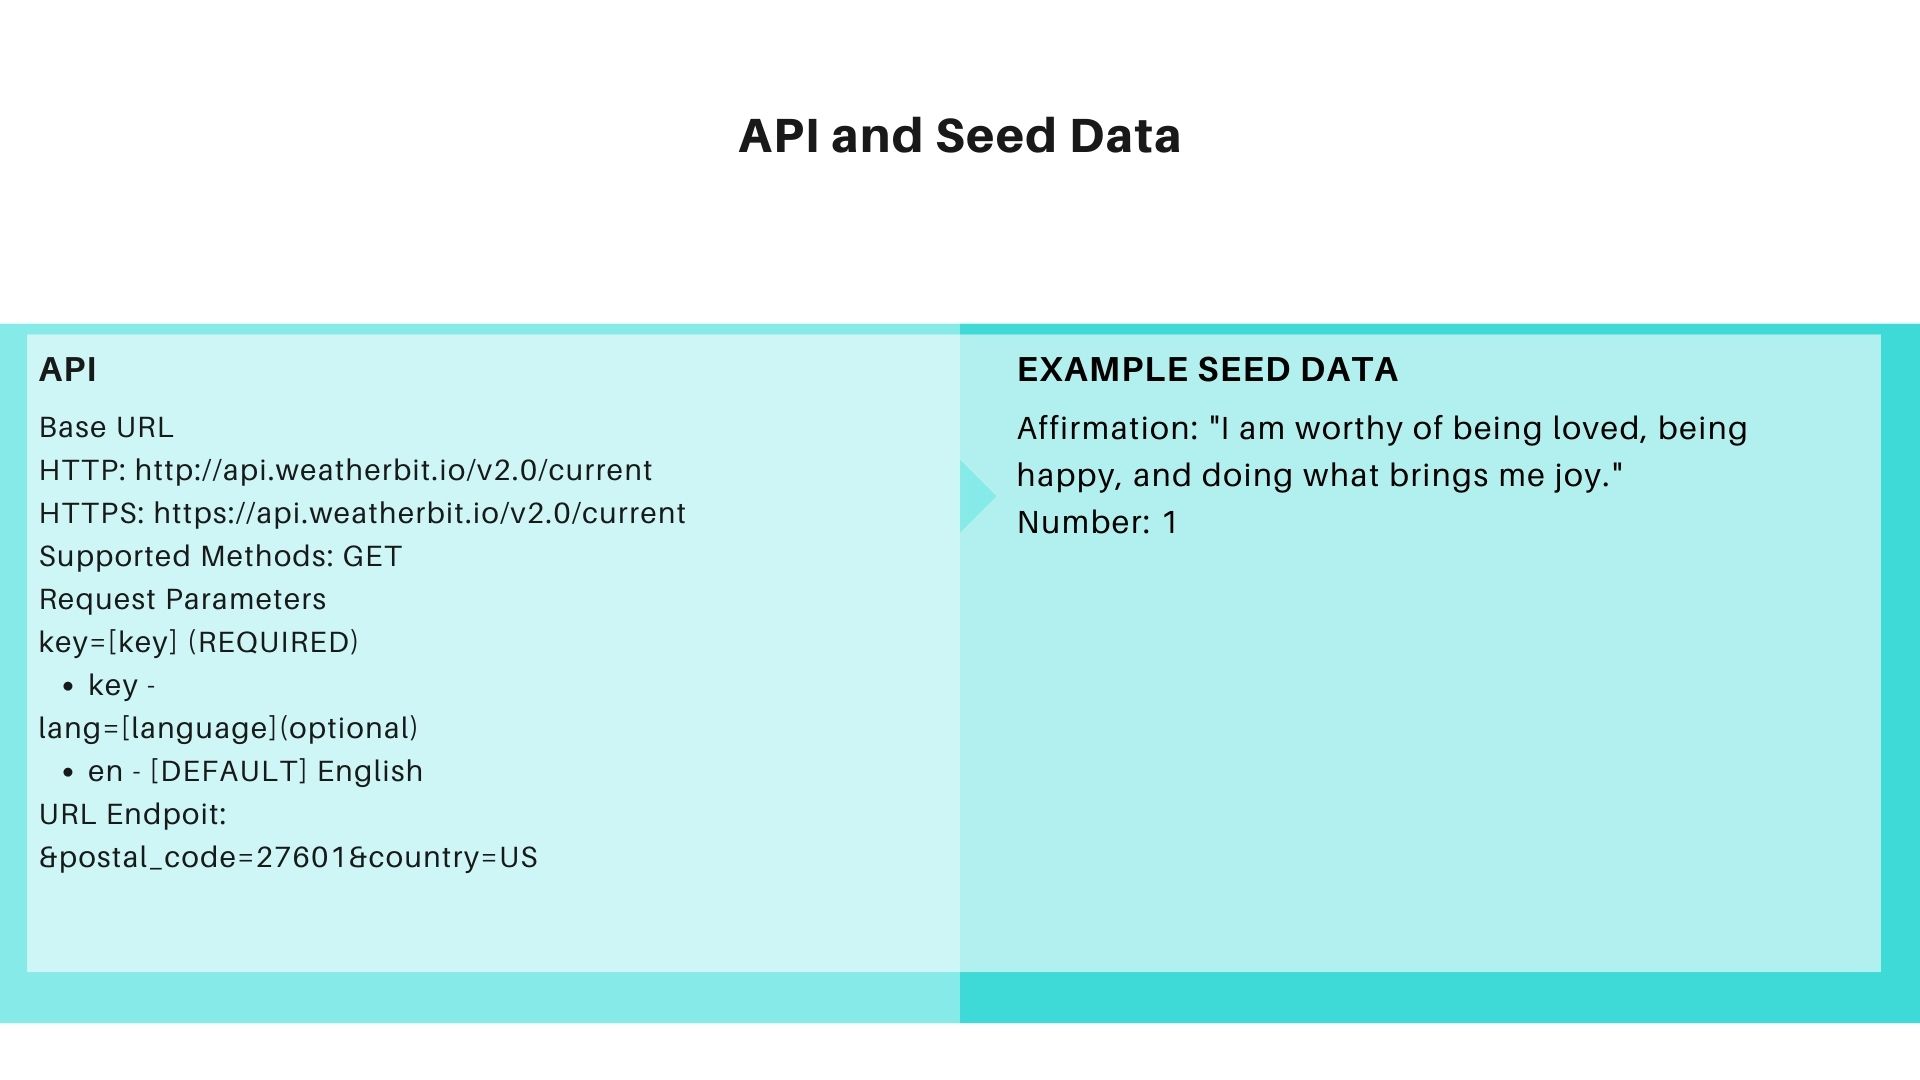 API and Seed Data
API
Base URL
HTTP: http://api.weatherbit.io/v2.0/current
HTTPS: https://api.weatherbit.io/v2.0/current
Supported Methods: GET
Request Parameters
key=[key] (REQUIRED)
• key -
lang=[language](optional)
• en - [DEFAULT] English
URL Endpoit:
&postal_code=27601&country=US
EXAMPLE SEED DATA
Affirmation: "I am worthy of being loved, being
happy, and doing what brings me joy."
Number: 1